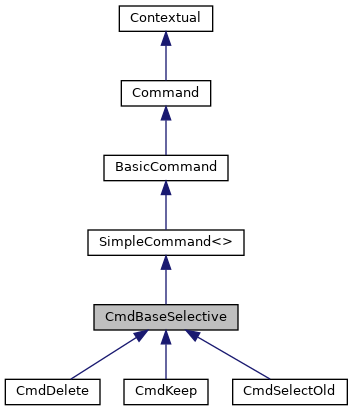 Contextual
Command
BasicCommand
SimpleCommand<>
CmdBaseSelective
CmdDelete
CmdKeep
CmdSelectOld